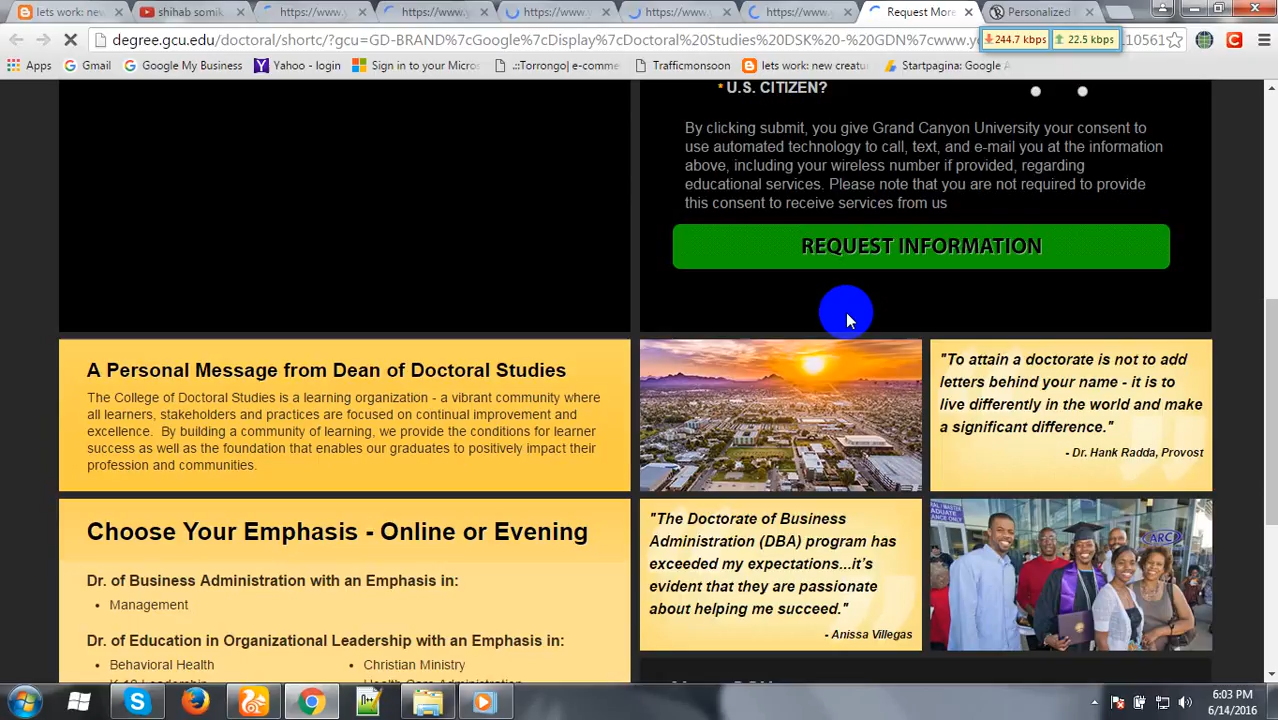 lets work: new
shihab somik
https://www.y
https://www.
https://www.
https://www.
https://www.
Request More
Personalized
degree.gcu.edu/doctoral/shortc/?gcu=GD-BRAND%7cGoogle%7cDisplay%7cDoctoral%20Studies%20DSK%20-%20GDN%7cwww.yo
244.7 kbps
22.5 kbps
10561
Apps
Gmail
Google My Business
Yahoo - login
Sign in to your Micros
.:Torrongo| e-comme
Trafficmonsoon
lets work: new creatur
Startpagina: Google A
* U.S. CITIZEN?
By clicking submit, you give Grand Canyon University your consent to
use automated technology to call, text, and e-mail you at the information
above, including your wireless number if provided, regarding
educational services. Please note that you are not required to provide
this consent to receive services from us
REQUEST INFORMATION
A Personal Message from Dean of Doctoral Studies
The College of Doctoral Studies is a learning organization - a vibrant community where
all learners, stakeholders and practices are focused on continual improvement and
excellence. By building a community of learning, we provide the conditions for learner
success as well as the foundation that enables our graduates to positively impact their
profession and communities.
"To attain a doctorate is not to add
letters behind your name - it is to
live differently in the world and make
a significant difference."
- Dr. Hank Radda, Provost
Choose Your Emphasis - Online or Evening
Dr. of Business Administration with an Emphasis in:
• Management
Dr. of Education in Organizational Leadership with an Emphasis in:
• Behavioral Health
• Christian Ministry
"The Doctorate of Business
Administration (DBA) program has
exceeded my expectations...it's
evident that they are passionate
about helping me succeed."
- Anissa Villegas
6:03 PM
6/14/2016